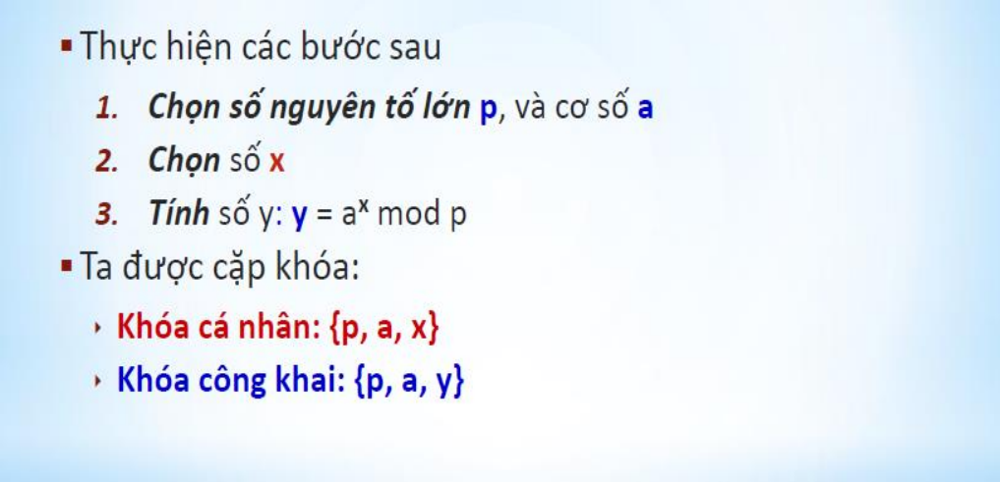 ▪ Thực hiện các bước sau
1. Chọn số nguyên tố lớn p, và cơ số a
2. Chọn số x
3. Tính số y: y = aˣ mod p
▪ Ta được cặp khóa:
‣ Khóa cá nhân: {p, a, x}
‣ Khóa công khai: {p, a, y}